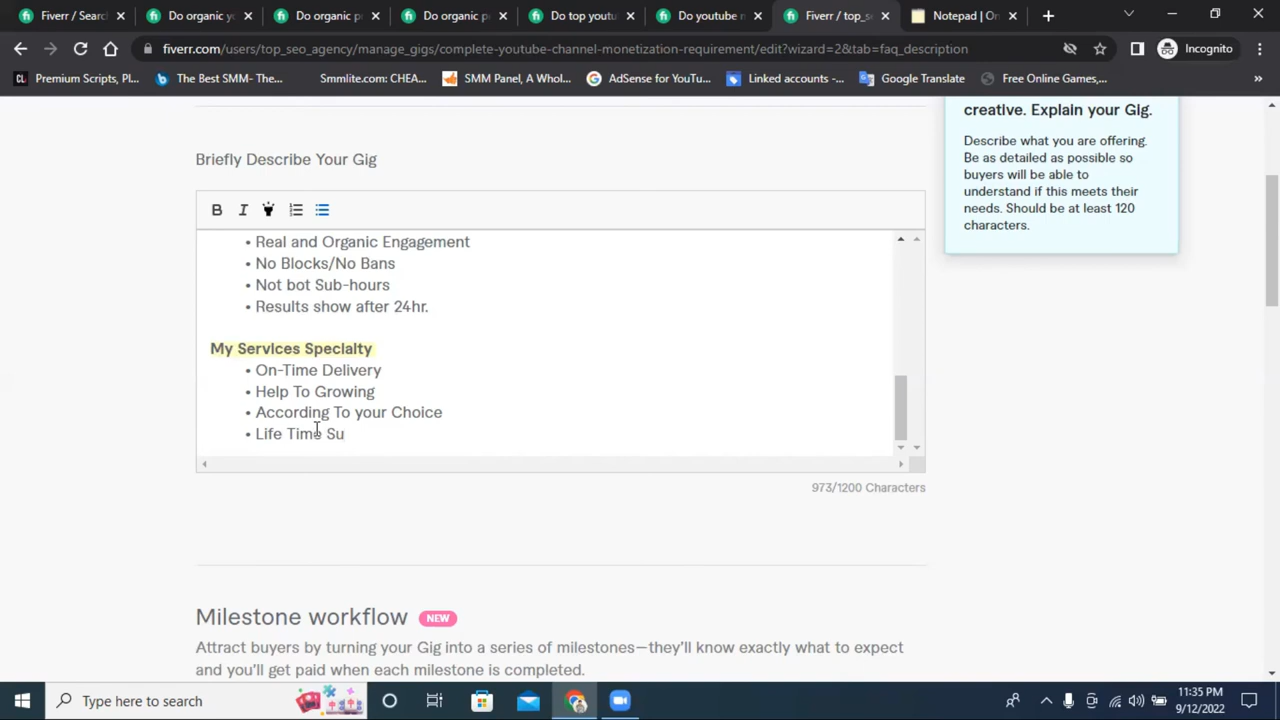 Fiverr / Search
Do organic yo
Do organic pr
Do organic po
Do top youtu
Do youtube m
Fiverr / top_se
Notepad | On
Incognito
fiverr.com/users/top_seo_agency/manage_gigs/complete-youtube-channel-monetization-requirement/edit?wizard=2&tab=faq_description
CL Premium Scripts, Pl...
The Best SMM- The...
Smmlite.com: CHEA...
SMM Panel, A Whol...
AdSense for YouTu...
Linked accounts -...
Google Translate
Free Online Games,...
»
creative. Explain your Gig.
Describe what you are offering.
Be as detailed as possible so
buyers will be able to
understand if this meets their
needs. Should be at least 120
characters.
Briefly Describe Your Gig
B I
• Real and Organic Engagement
• No Blocks/No Bans
• Not bot Sub-hours
• Results show after 24hr.
My Services Specialty
• On-Time Delivery
• Help To Growing
• According To your Choice
• Life Time Su
973/1200 Characters
Milestone workflow NEW
Attract buyers by turning your Gig into a series of milestones—they'll know exactly what to expect
and you'll get paid when each milestone is completed.
Type here to search
11:35 PM
9/12/2022